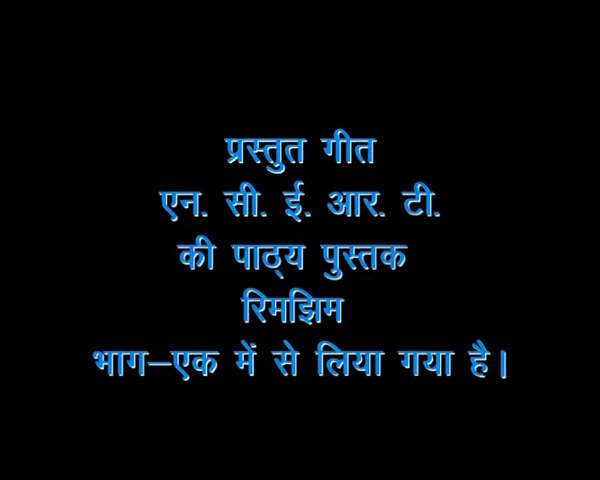 प्रस्तुत गीत
एन. सी. ई. आर. टी.
की पाठ्य पुस्तक
रिमझिम
भाग–एक में से लिया गया है।